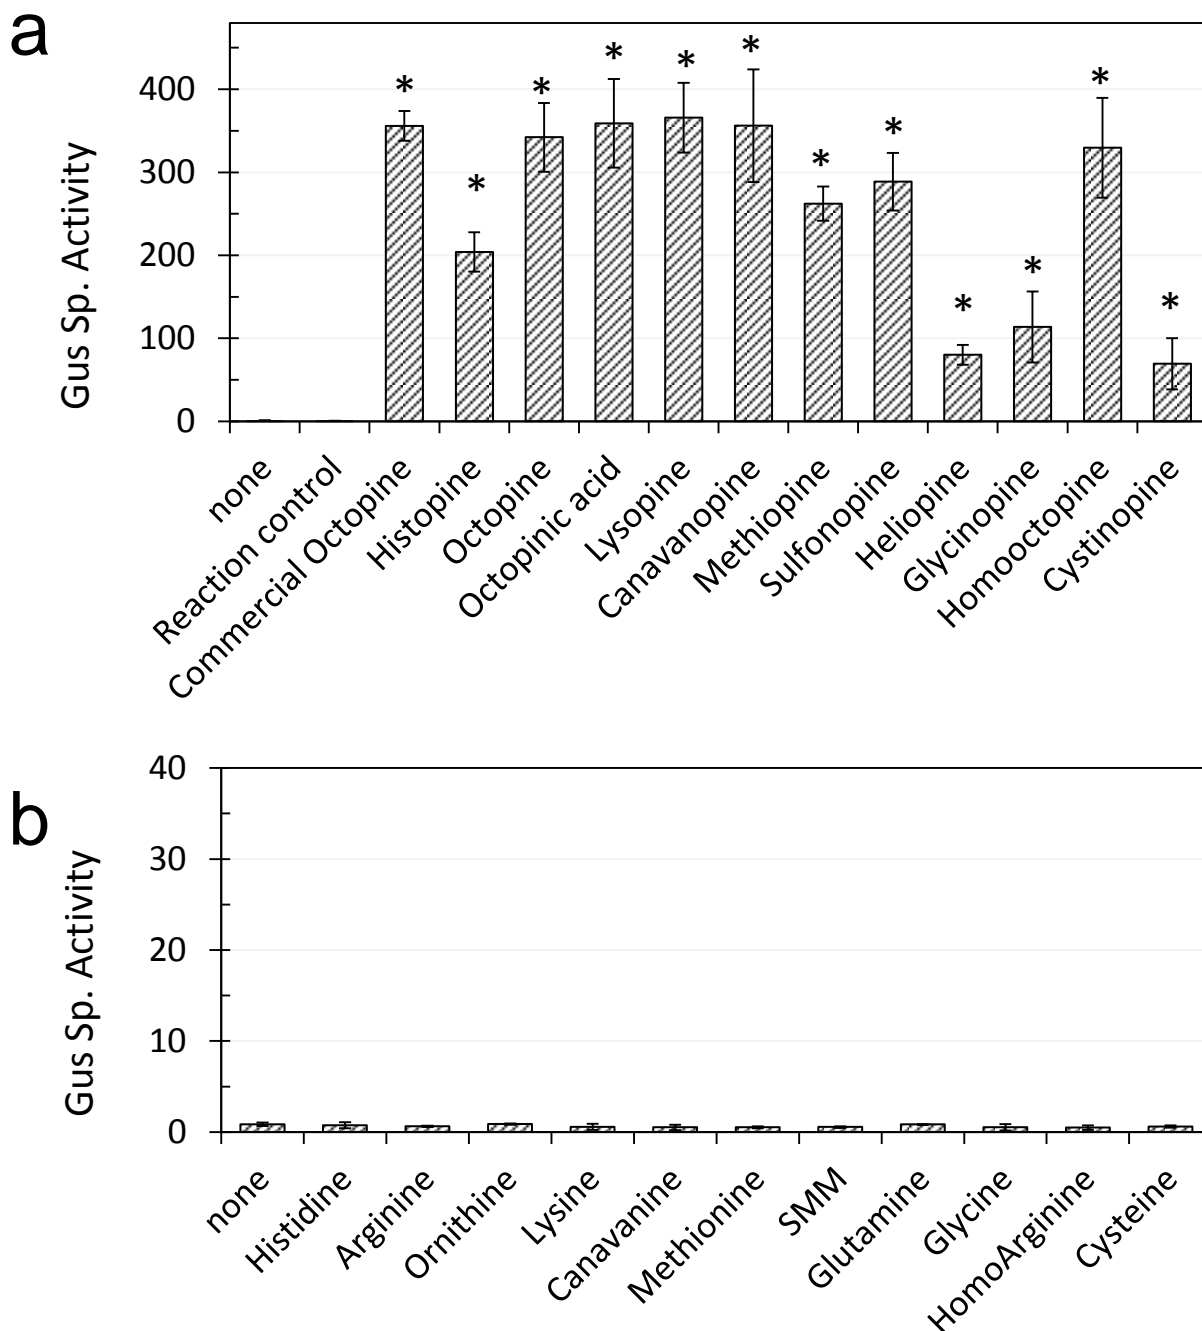 a
Gus Sp. Activity
400
300
200
100
0
* * * * * * * * * * * *
none
Reaction control
Commercial Octopine
Histopine
Octopine
Octopinic acid
Lysopine
Canavanopine
Methiopine
Sulfonopine
Heliopine
Glycinopine
Homooctopine
Cystinopine
b
Gus Sp. Activity
40
30
20
10
0
none
Histidine
Arginine
Ornithine
Lysine
Canavanine
Methionine
SMM
Glutamine
Glycine
HomoArginine
Cysteine